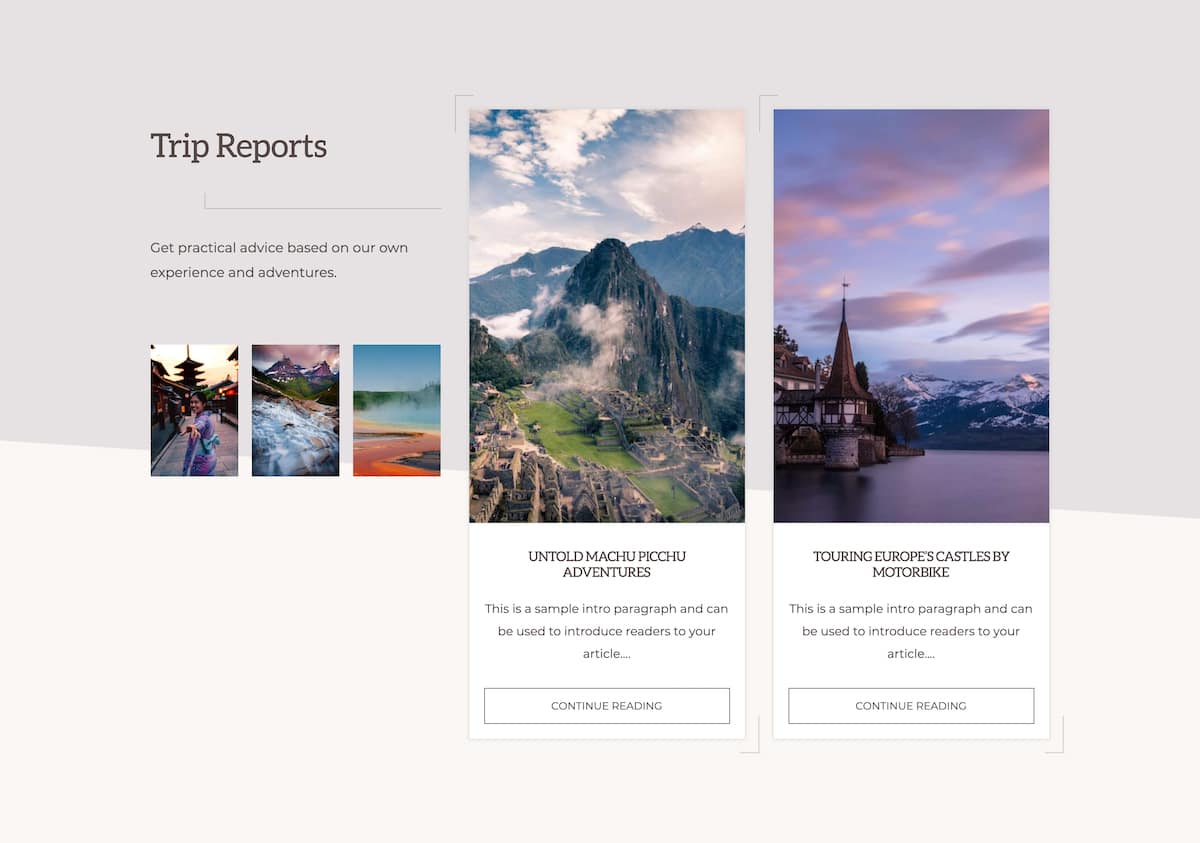 Trip Reports
Get practical advice based on our own
experience and adventures.
UNTOLD MACHU PICCHU
ADVENTURES
This is a sample intro paragraph and can
be used to introduce readers to your
article....
CONTINUE READING
TOURING EUROPE'S CASTLES BY
MOTORBIKE
This is a sample intro paragraph and can
be used to introduce readers to your
article....
CONTINUE READING